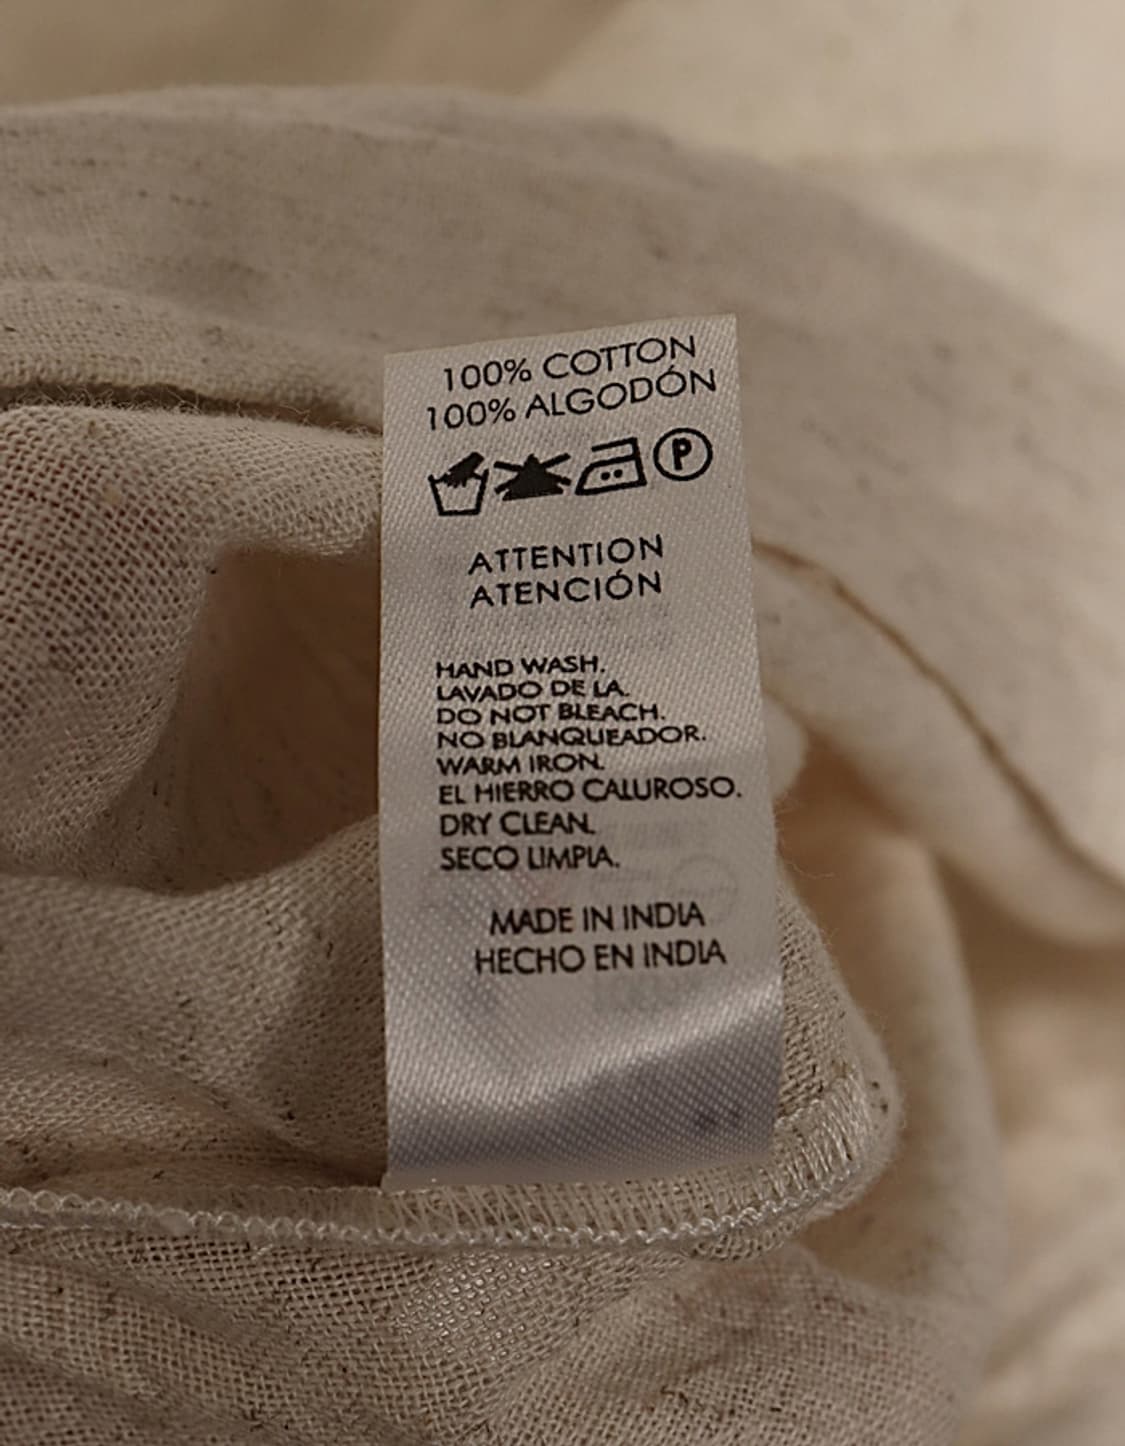 100% COTTON
100% ALGODÓN
P
ATTENTION
ATENCIÓN
HAND WASH.
LAVADO DE LA.
DO NOT BLEACH.
NO BLANQUEADOR.
WARM IRON.
EL HIERRO CALUROSO.
DRY CLEAN.
SECO LIMPIA.
MADE IN INDIA
HECHO EN INDIA